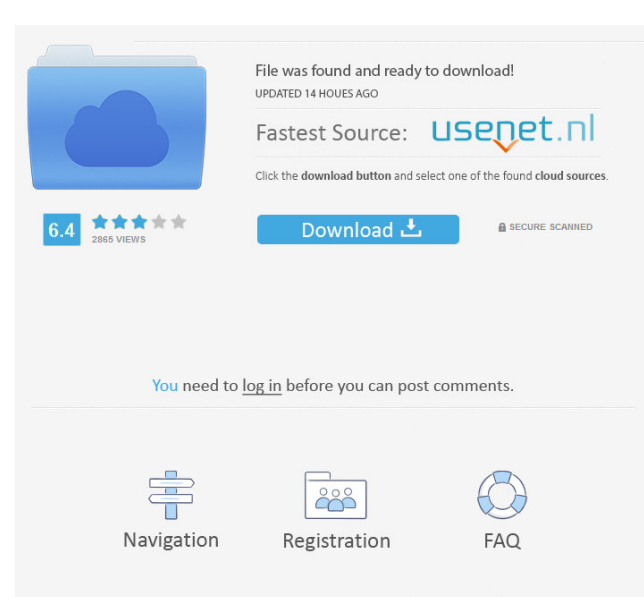 File was found and ready to download!
UPDATED 14 HOUES AGO
Fastest Source: usenet.nl
Click the download button and select one of the found cloud sources.
6.4
2865 VIEWS
Download
SECURE SCANNED
You need to log in before you can post comments.
Navigation
Registration
FAQ